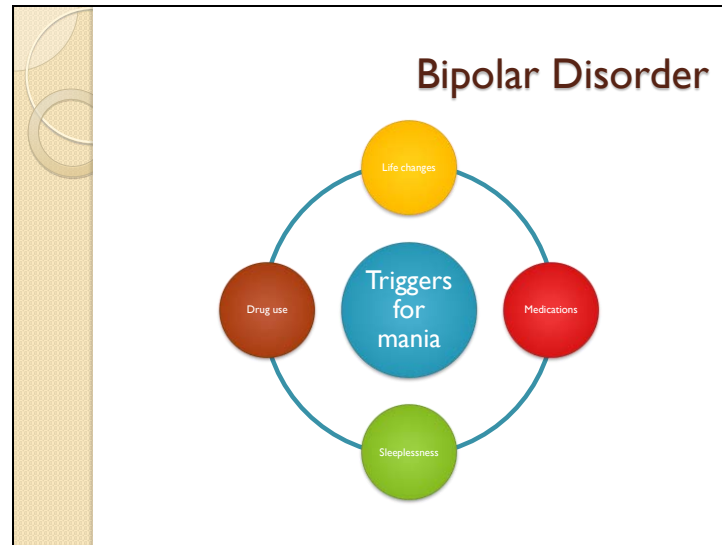 Bipolar Disorder
Life changes
Drug use
Triggers
for
mania
Medications
Sleeplessness